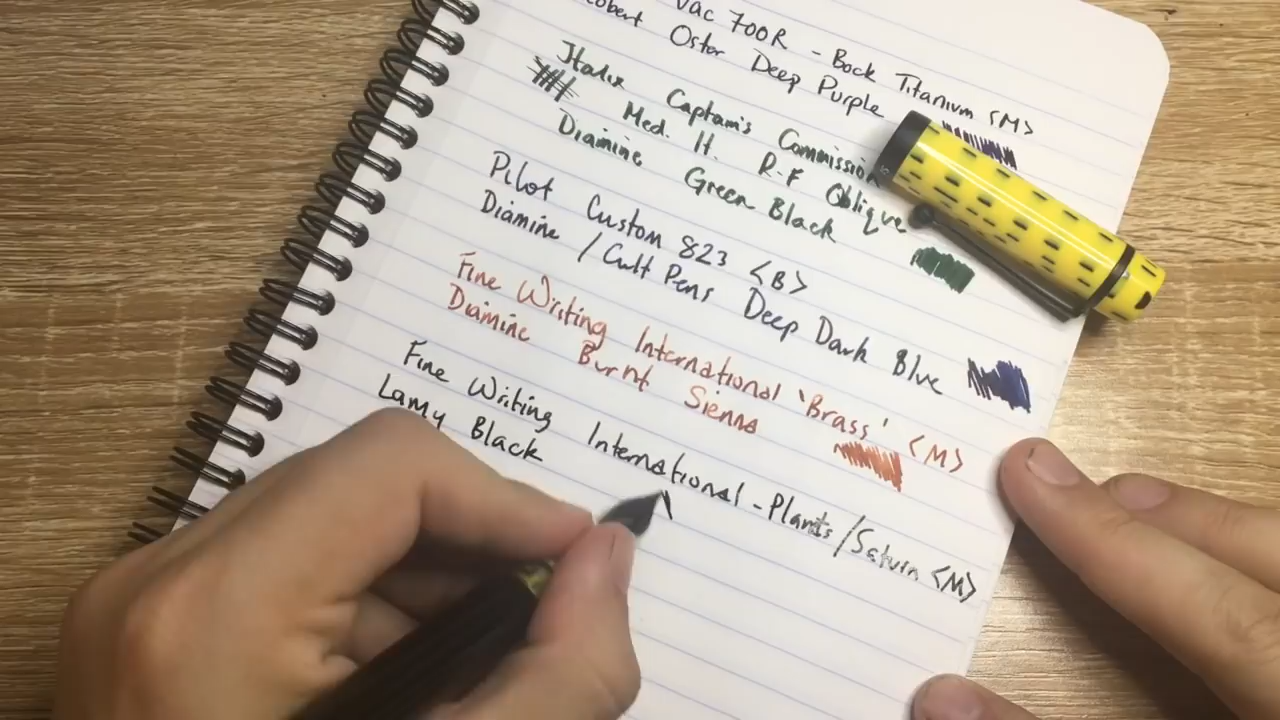 Vac 700R - Bock Titanium <M>
Robert Oster Deep Purple
Italix Captain's Commission
Med. It. R.F Oblique
Diamine Green Black
Pilot Custom 823 <B>
Diamine / Cult Pens Deep Dark Blue
Fine Writing International 'Brass' <M>
Diamine Burnt Sienna
Fine Writing International - Planets/Saturn <M>
Lamy Black